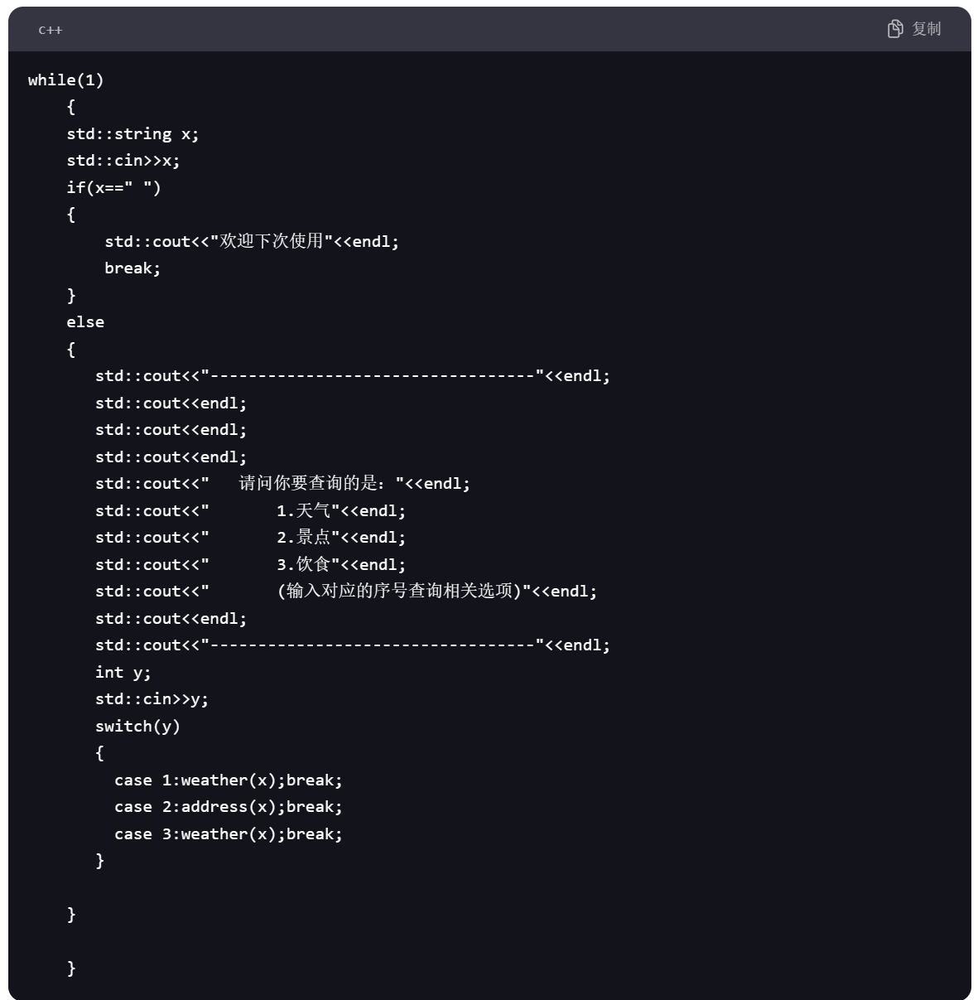 c++
复制
while(1)
    {
    std::string x;
    std::cin>>x;
    if(x==" ")
    {
        std::cout<<"欢迎下次使用"<<endl;
        break;
    }
    else
    {
       std::cout<<"----------------------------------"<<endl;
       std::cout<<endl;
       std::cout<<endl;
       std::cout<<endl;
       std::cout<<"   请问你要查询的是："<<endl;
       std::cout<<"       1.天气"<<endl;
       std::cout<<"       2.景点"<<endl;
       std::cout<<"       3.饮食"<<endl;
       std::cout<<"       (输入对应的序号查询相关选项)"<<endl;
       std::cout<<endl;
       std::cout<<"----------------------------------"<<endl;
       int y;
       std::cin>>y;
       switch(y)
       {
         case 1:weather(x);break;
         case 2:address(x);break;
         case 3:weather(x);break;
       }
    }
    }